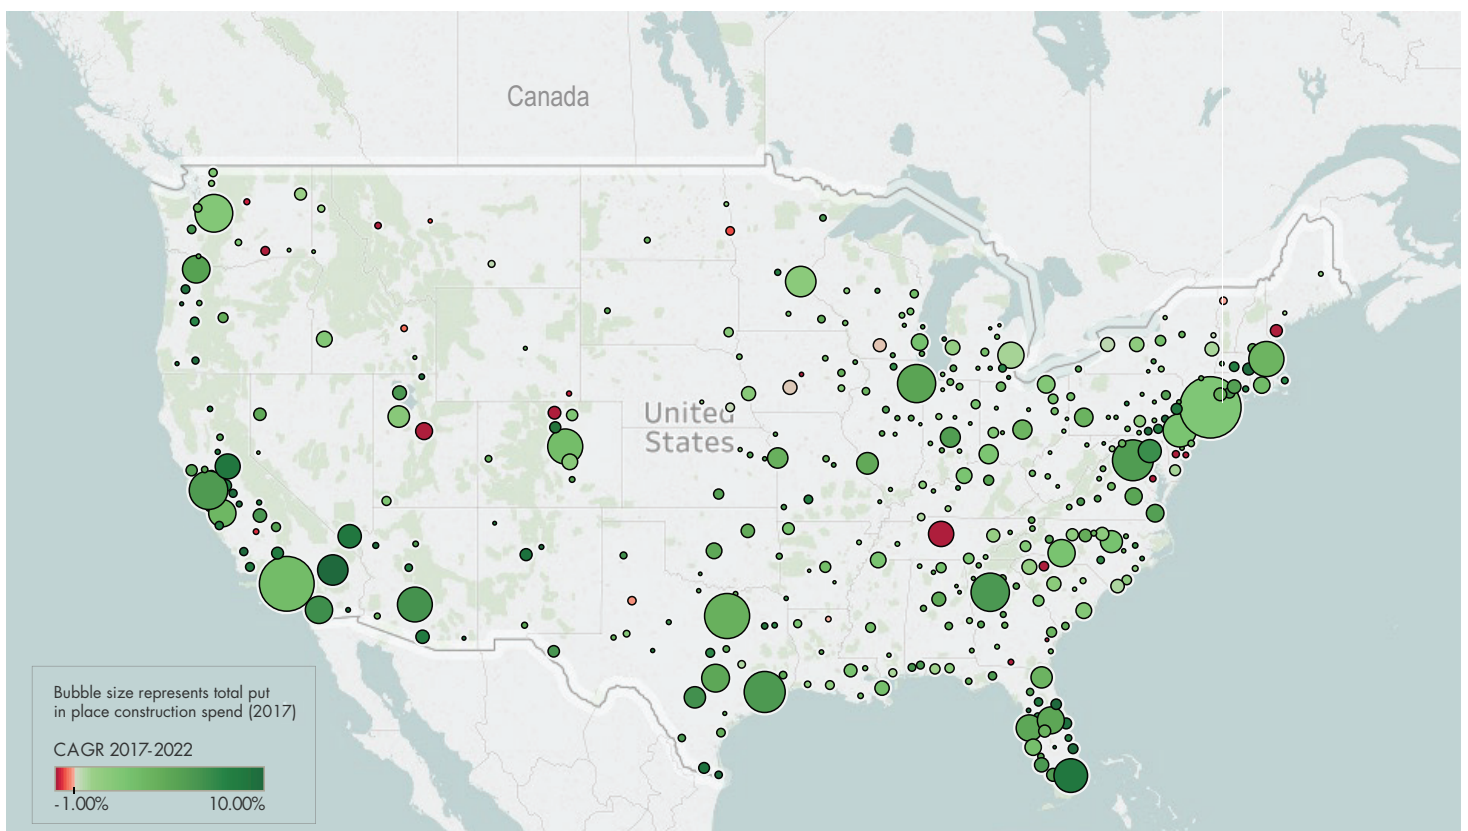 Canada
United
States
Bubble size represents total put
in place construction spend (2017)
CAGR 2017-2022
-1.00% 10.00%